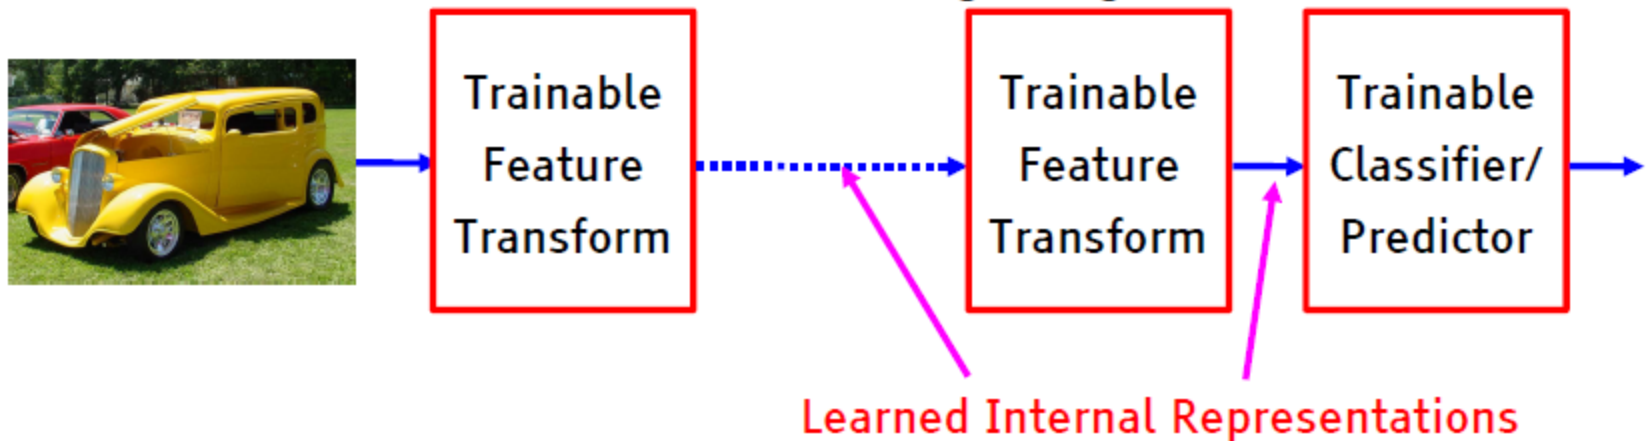 Trainable
Feature
Transform
Trainable
Feature
Transform
Trainable
Classifier/
Predictor
Learned Internal Representations